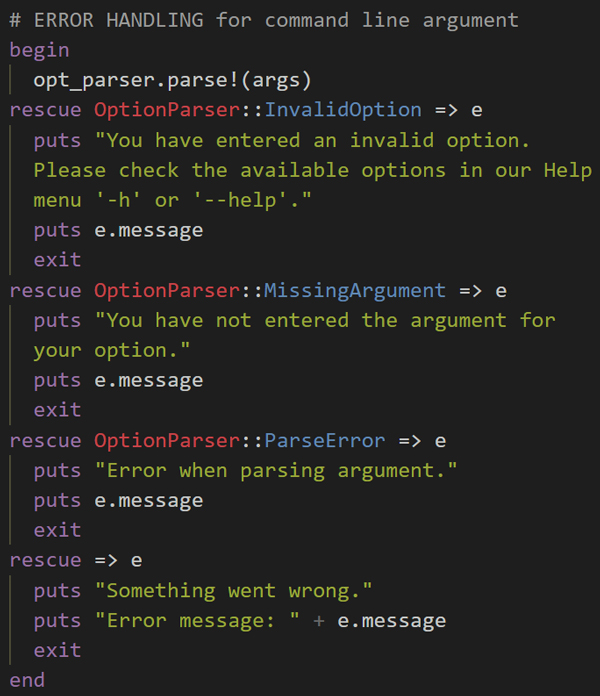 # ERROR HANDLING for command line argument
begin
  opt_parser.parse!(args)
rescue OptionParser::InvalidOption => e
  puts "You have entered an invalid option.
  Please check the available options in our Help
  menu '-h' or '--help'."
  puts e.message
  exit
rescue OptionParser::MissingArgument => e
  puts "You have not entered the argument for
  your option."
  puts e.message
  exit
rescue OptionParser::ParseError => e
  puts "Error when parsing argument."
  puts e.message
  exit
rescue => e
  puts "Something went wrong."
  puts "Error message: " + e.message
  exit
end